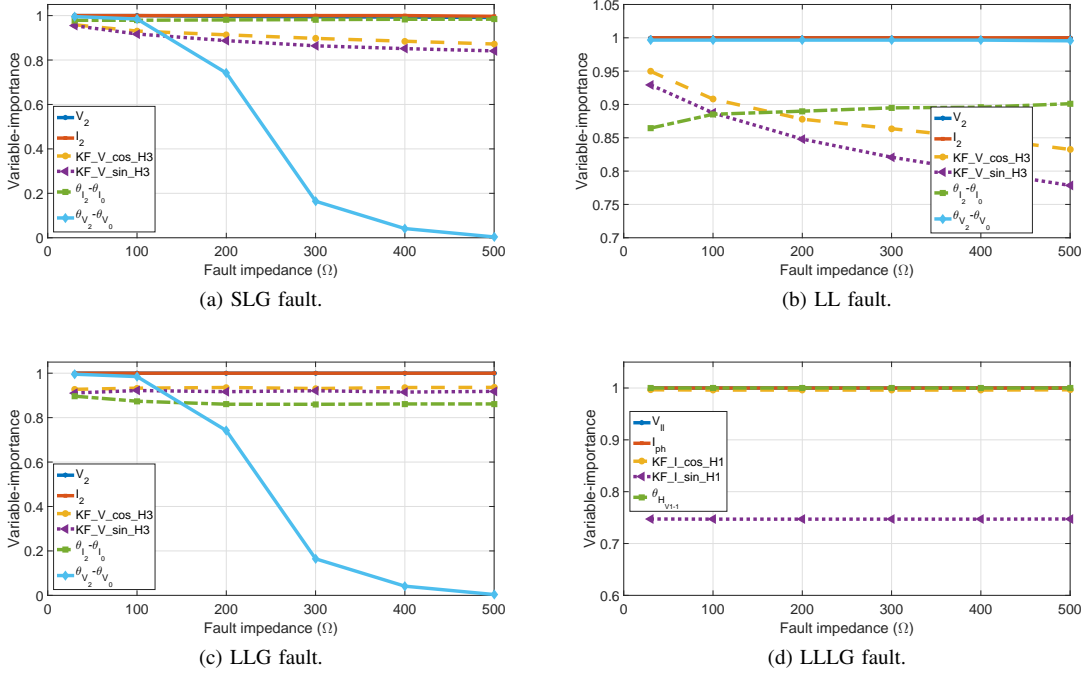 1
0.8
0.6
0.4
0.2
0
Variable-importance
V2
I2
KF_V_cos_H3
KF_V_sin_H3
θI2-θI0
θV2-θV0
0 100 200 300 400 500
Fault impedance (Ω)
(a) SLG fault.
1.05
1
0.95
0.9
0.85
0.8
0.75
0.7
Variable-importance
V2
I2
KF_V_cos_H3
KF_V_sin_H3
θI2-θI0
θV2-θV0
0 100 200 300 400 500
Fault impedance (Ω)
(b) LL fault.
1
0.8
0.6
0.4
0.2
0
Variable-importance
V2
I2
KF_V_cos_H3
KF_V_sin_H3
θI2-θI0
θV2-θV0
0 100 200 300 400 500
Fault impedance (Ω)
(c) LLG fault.
1
0.9
0.8
0.7
0.6
Variable-importance
Vll
Iph
KF_I_cos_H1
KF_I_sin_H1
θHV1-1
0 100 200 300 400 500
Fault impedance (Ω)
(d) LLLG fault.